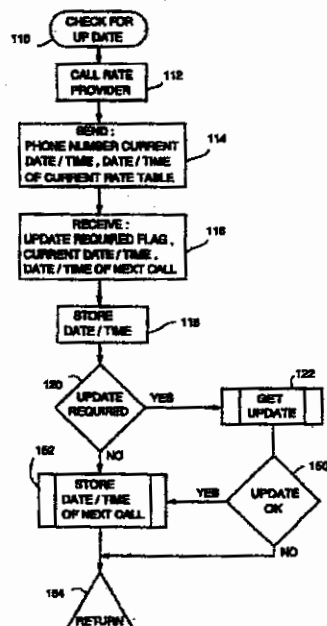 110
CHECK FOR
UP DATE
CALL RATE
PROVIDER
112
SEND :
PHONE NUMBER CURRENT
DATE / TIME , DATE / TIME
OF CURRENT RATE TABLE
114
RECEIVE :
UPDATE REQUIRED FLAG ,
CURRENT DATE / TIME ,
DATE / TIME OF NEXT CALL
116
STORE
DATE / TIME
118
120
UPDATE
REQUIRED
YES
122
GET
UPDATE
NO
152
STORE
DATE / TIME
OF NEXT CALL
YES
150
UPDATE
OK
NO
154
RETURN